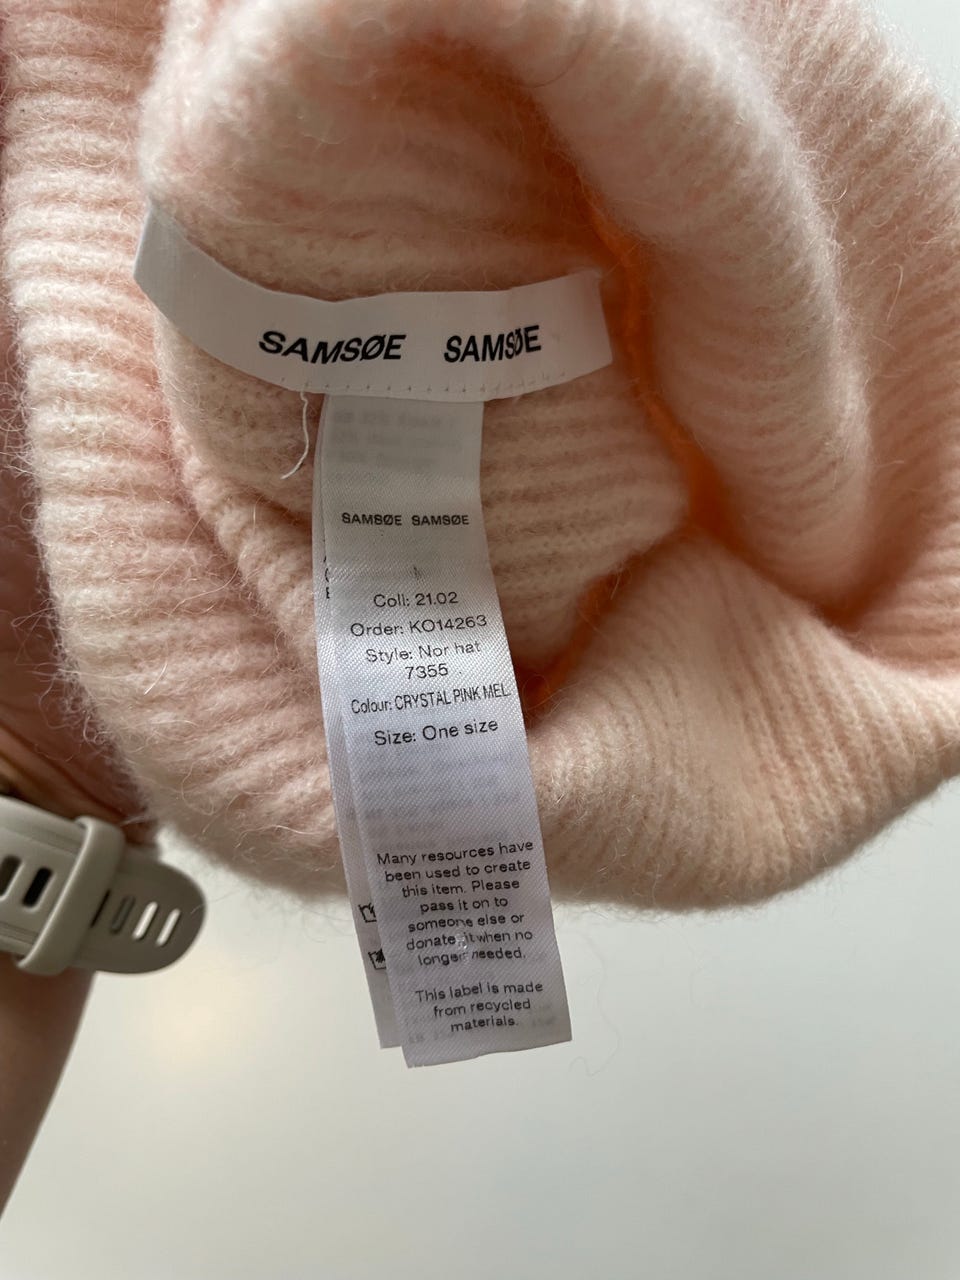 SAMSØE SAMSØE
SAMSØE SAMSØE
Coll: 21.02
Order: KO14263
Style: Nor hat
7355
Colour: CRYSTAL PINK MEL
Size: One size
Many resources have
been used to create
this item. Please
pass it on to
someone else or
donate it when no
longer needed.
This label is made
from recycled
materials.